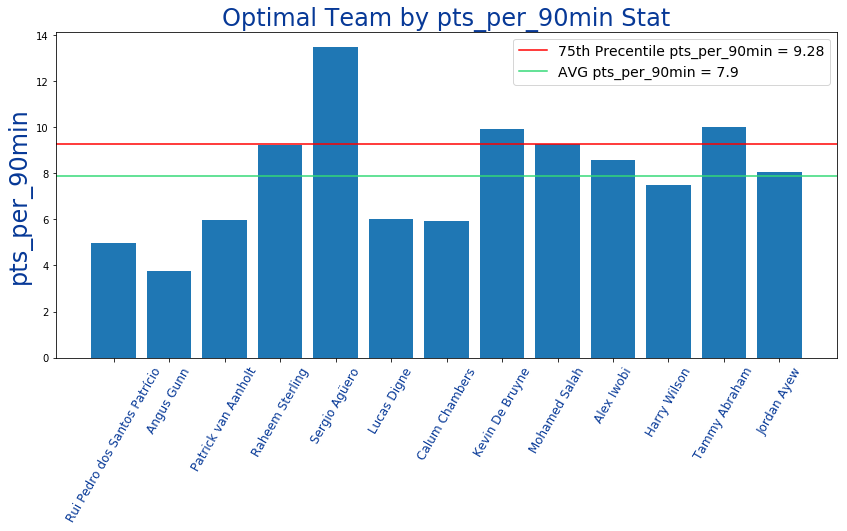 Optimal Team by pts_per_90min Stat
75th Precentile pts_per_90min = 9.28
AVG pts_per_90min = 7.9
pts_per_90min
14
12
10
8
6
4
2
0
Rui Pedro dos Santos Patrício
Angus Gunn
Patrick van Aanholt
Raheem Sterling
Sergio Agüero
Lucas Digne
Calum Chambers
Kevin De Bruyne
Mohamed Salah
Alex Iwobi
Harry Wilson
Tammy Abraham
Jordan Ayew